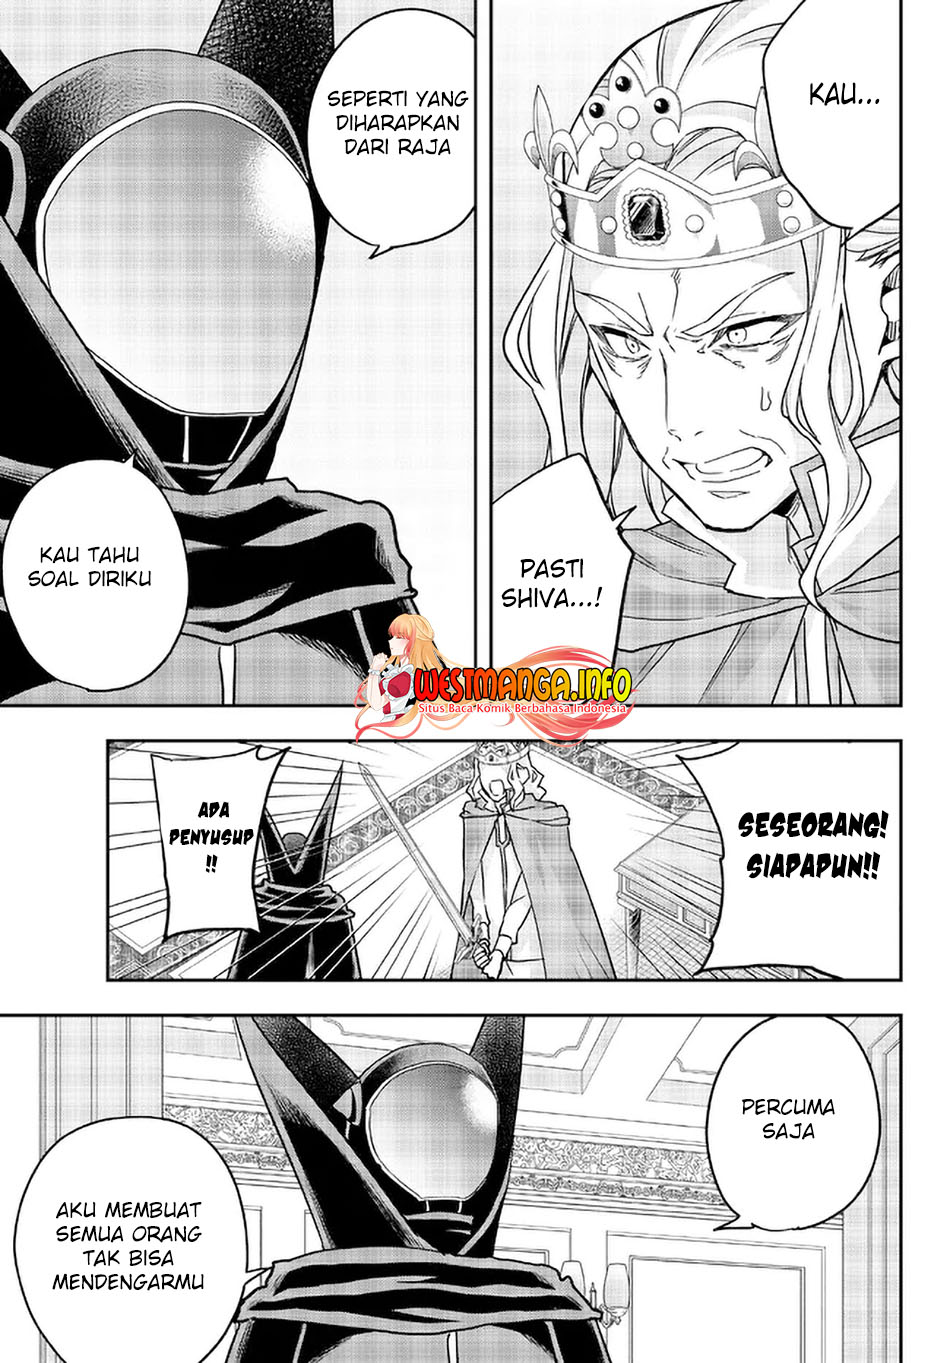 KAU...
PASTI
SHIVA...!
SEPERTI YANG
DIHARAPKAN
DARI RAJA
KAU TAHU
SOAL DIRIKU
WESTMANGA.INFO
Situs Baca Komik Berbahasa Indonesia
SESEORANG!
SIAPAPUN!!
ADA
PENYUSUP
!!
PERCUMA
SAJA
AKU MEMBUAT
SEMUA ORANG
TAK BISA
MENDENGARMU